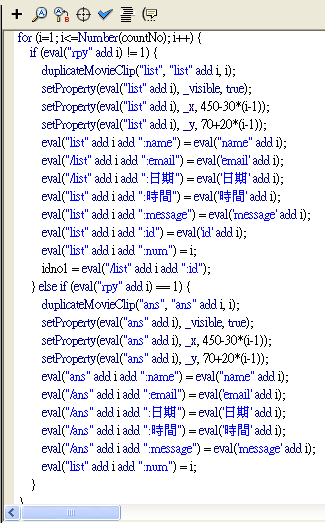 for (i=1; i<=Number(countNo); i++) {
if (eval("rpy" add i) != 1) {
duplicateMovieClip("list", "list" add i, i);
setProperty(eval("list" add i), _visible, true);
setProperty(eval("list" add i), _x, 450-30*(i-1));
setProperty(eval("list" add i), _y, 70+20*(i-1));
eval("list" add i add ":name") = eval("name" add i);
eval("/list" add i add ":email") = eval('email' add i);
eval("/list" add i add ":日期") = eval('日期' add i);
eval("list" add i add ":時間") = eval('時間' add i);
eval("list" add i add ":message") = eval('message' add i);
eval("list" add i add ":id") = eval('id' add i);
eval("list" add i add ":num") = i;
idno1 = eval("/list" add i add ":id");
} else if (eval("rpy" add i) == 1) {
duplicateMovieClip("ans", "ans" add i, i);
setProperty(eval("ans" add i), _visible, true);
setProperty(eval("ans" add i), _x, 450-30*(i-1));
setProperty(eval("ans" add i), _y, 70+20*(i-1));
eval("ans" add i add ":name") = eval("name" add i);
eval("/ans" add i add ":email") = eval('email' add i);
eval("/ans" add i add ":日期") = eval('日期' add i);
eval("/ans" add i add ":時間") = eval('時間' add i);
eval("/ans" add i add ":message") = eval('message' add i);
eval("list" add i add ":num") = i;
}
}